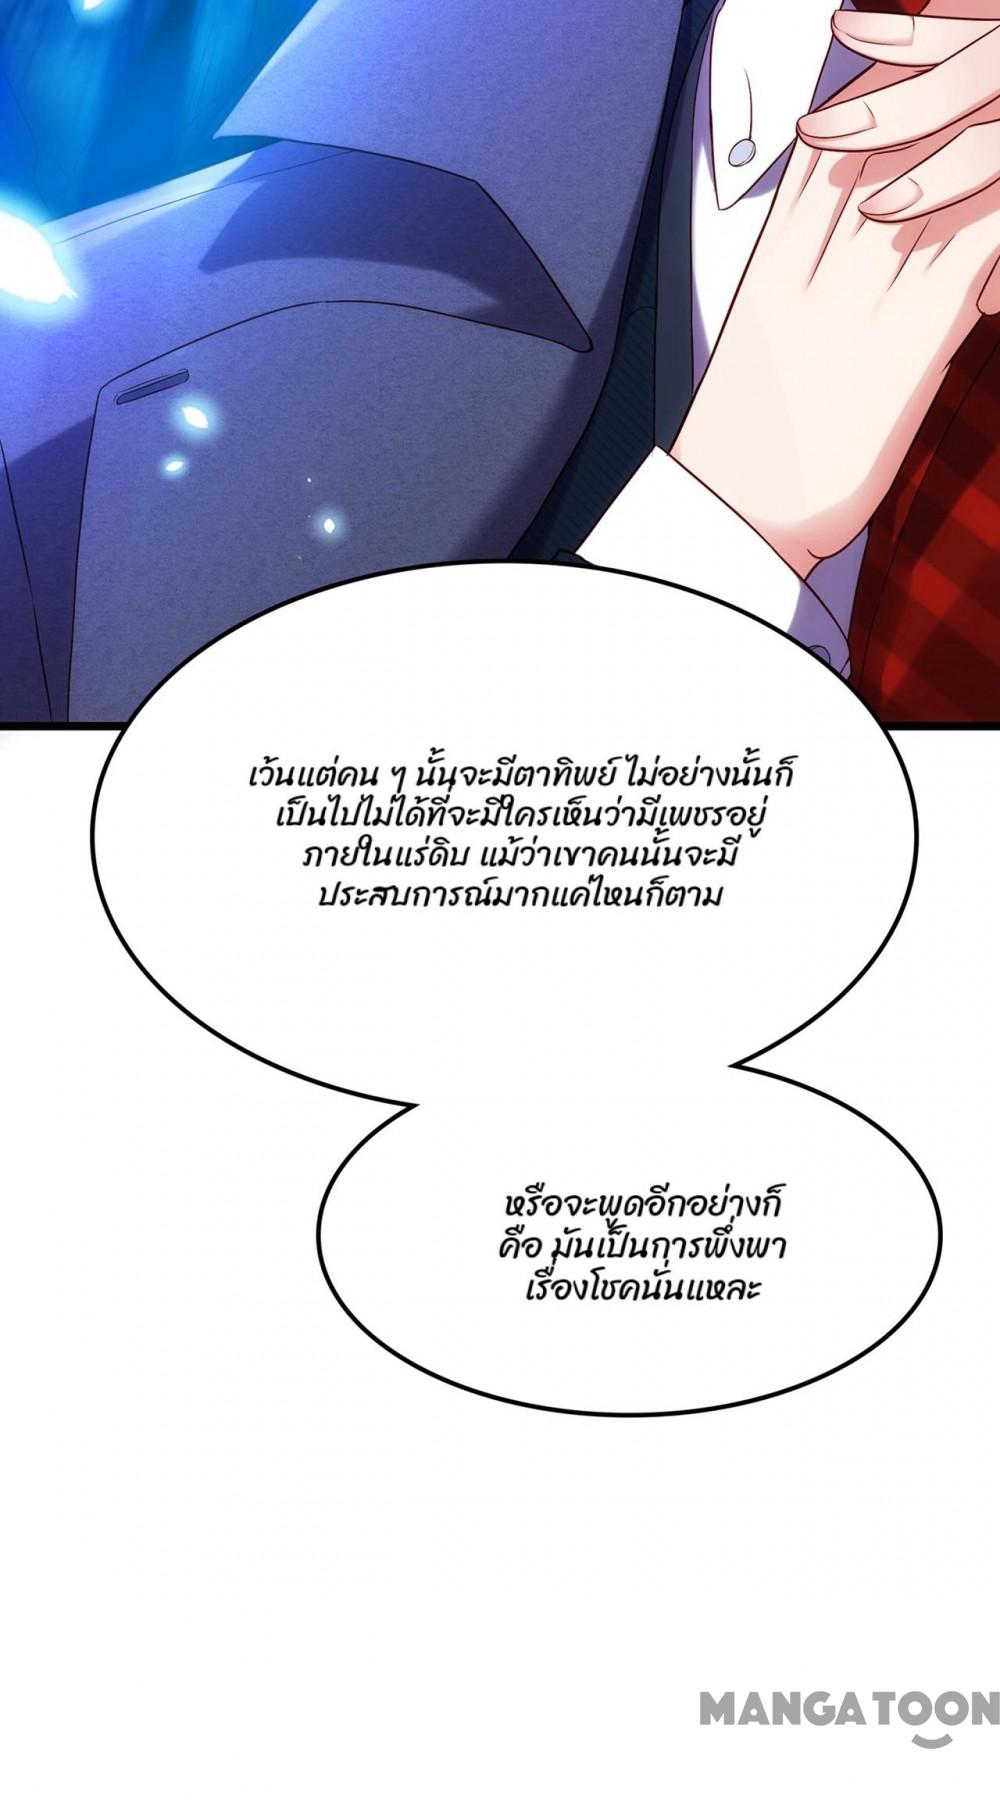 เว้นแต่คน ๆ นั้นจะมีตาทิพย์ ไม่อย่างนั้นก็
เป็นไปไม่ได้ที่จะมีใครเห็นว่ามีเพชรอยู่
ภายในแร่ดิบ แม้ว่าเขาคนนั้นจะมี
ประสบการณ์มากแค่ไหนก็ตาม
หรือจะพูดอีกอย่างก็
คือ มันเป็นการพึ่งพา
เรื่องโชคนั่นแหละ
MANGATOON